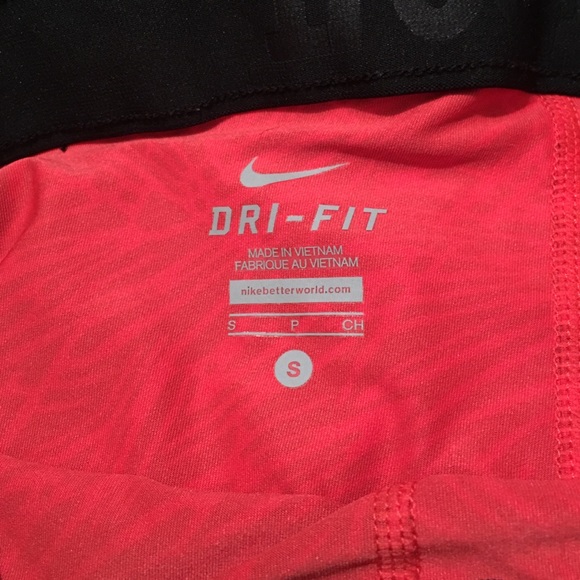 DRI-FIT
MADE IN VIETNAM
FABRIQUE AU VIETNAM
nikebetterworld.com
S P CH
S